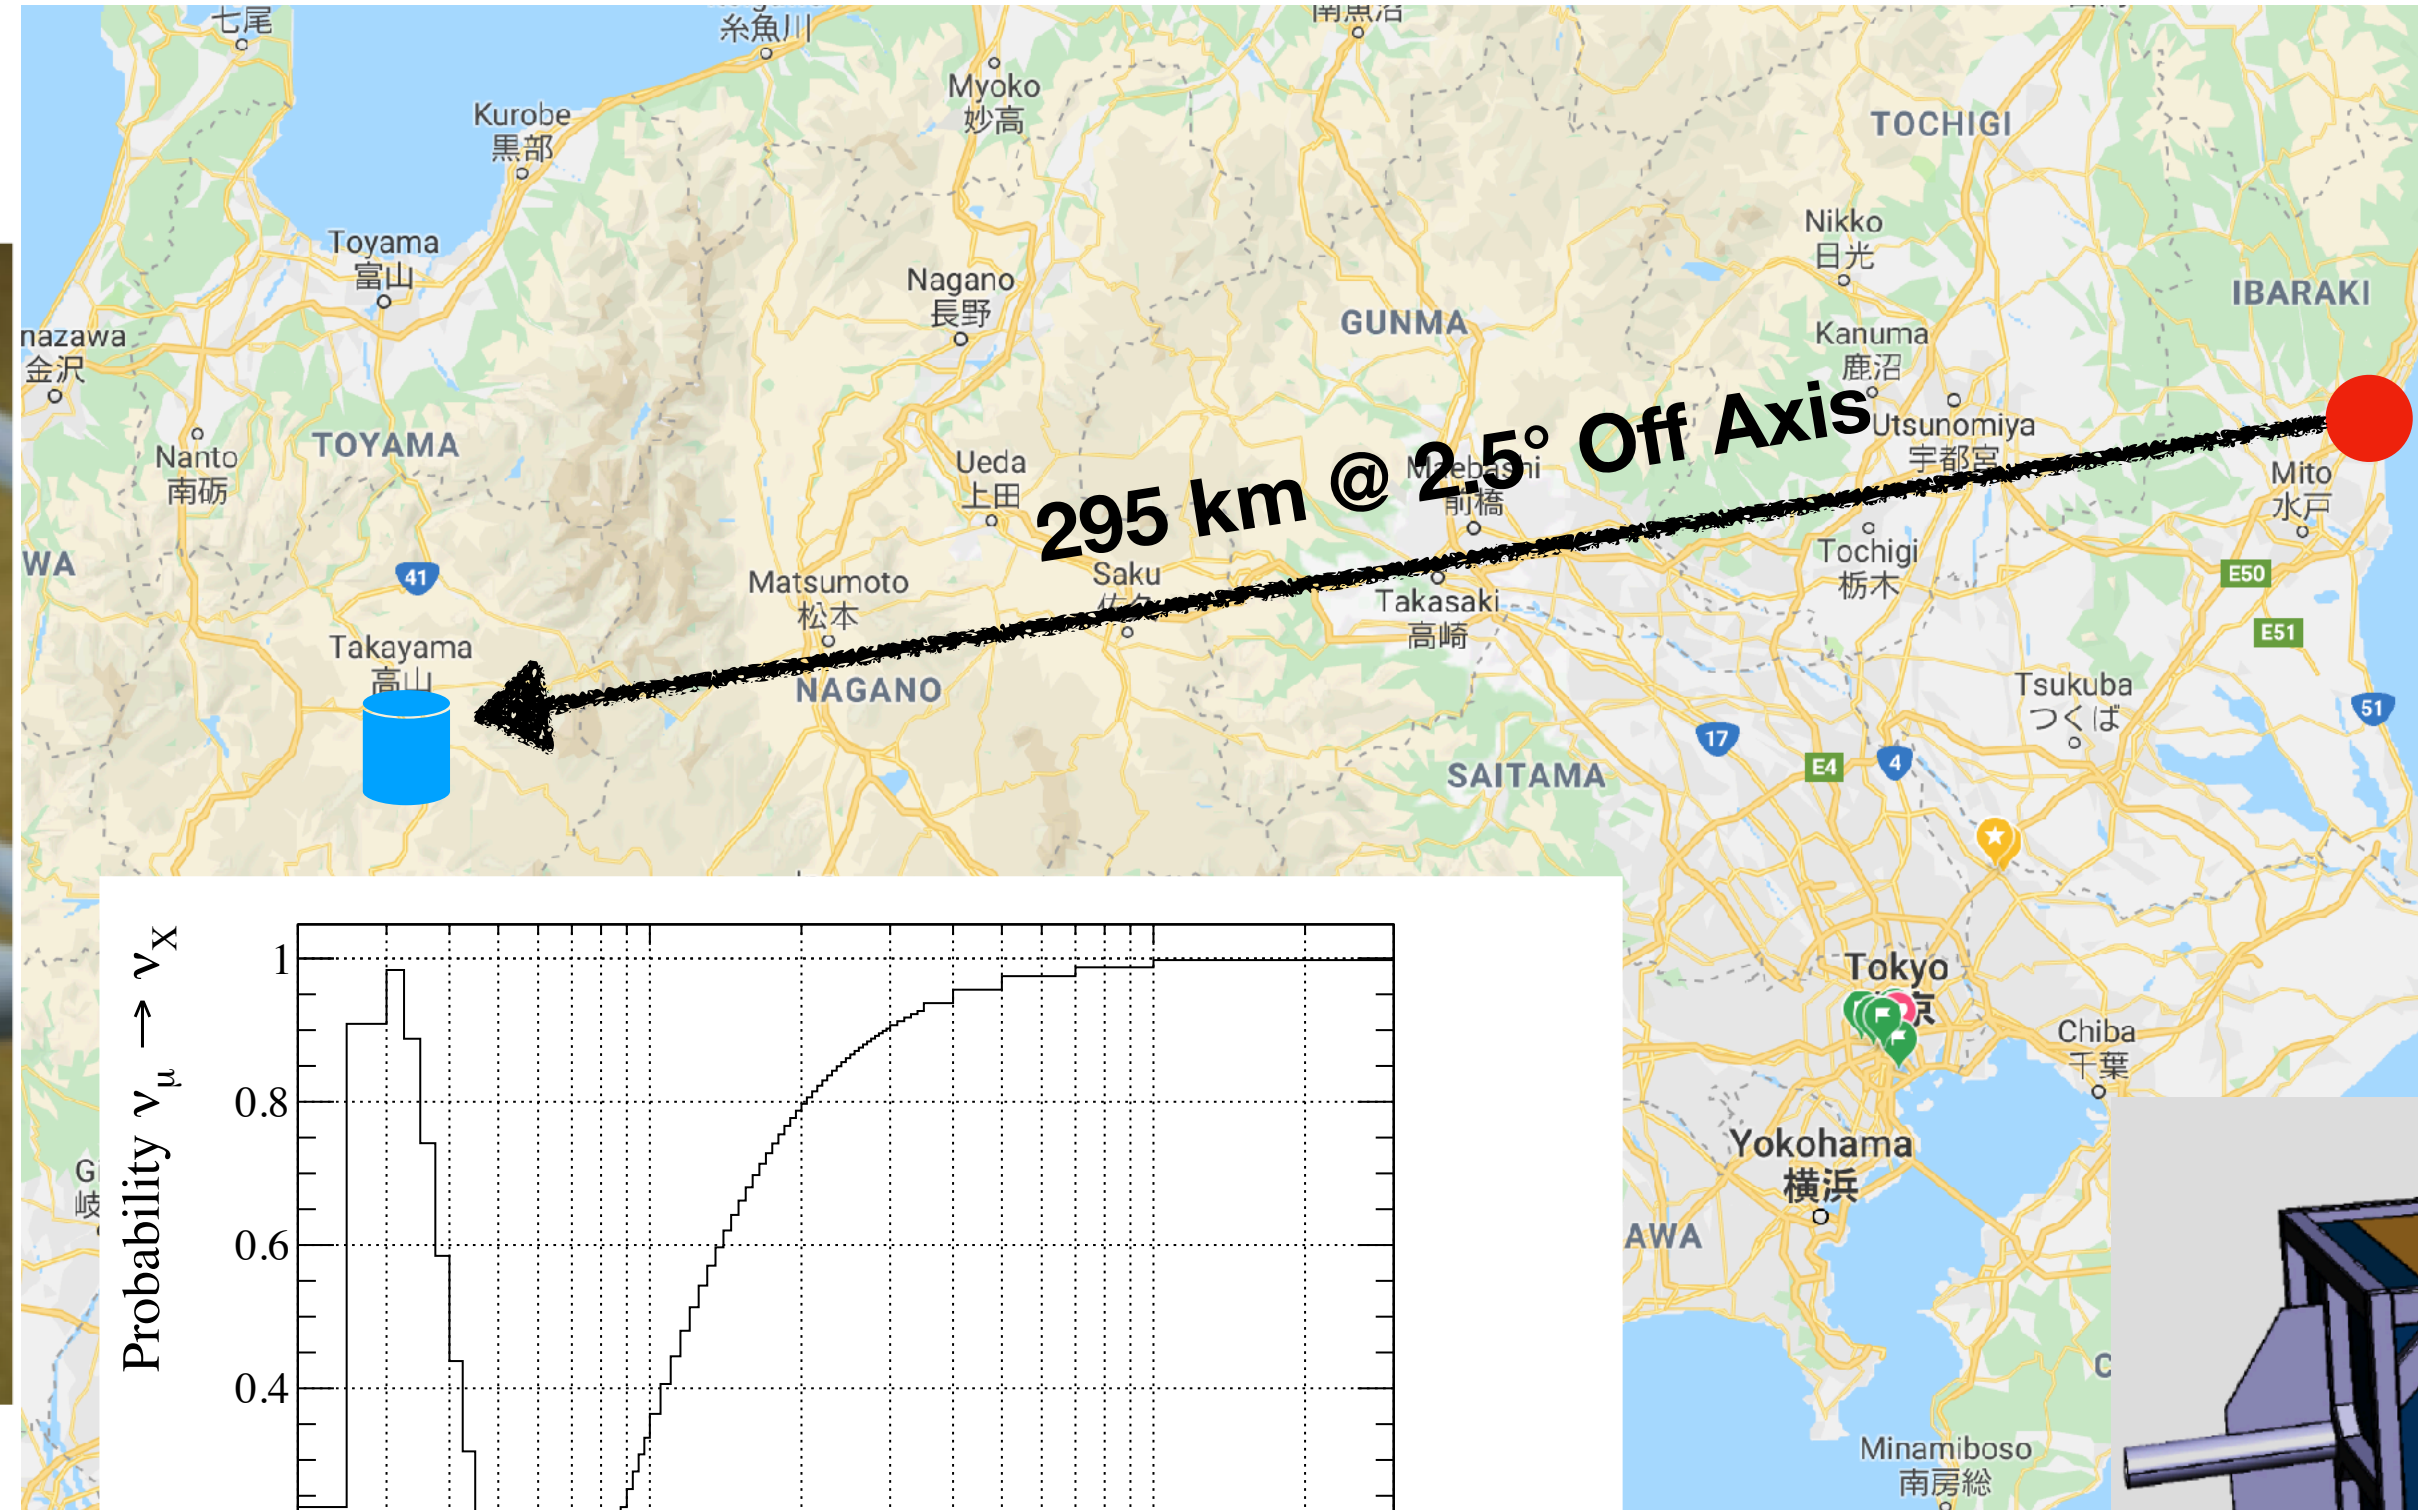 七尾
糸魚川
南魚沼
Myoko
妙高
Kurobe
黒部
TOCHIGI
Toyama
富山
Nikko
日光
Nagano
長野
IBARAKI
nazawa
金沢
GUNMA
Kanuma
鹿沼
295 km @ 2.5° Off Axis
Utsunomiya
宇都宮
TOYAMA
Nanto
南砺
Ueda
上田
Maebashi
前橋
Mito
水戸
WA
41
Matsumoto
松本
Saku
Takasaki
高崎
Tochigi
栃木
E50
E51
Takayama
高山
NAGANO
Tsukuba
つくば
51
17
E4
4
SAITAMA
Probability νμ → νX
1
0.8
0.6
0.4
Tokyo
京
Chiba
千葉
Yokohama
横浜
Gi
岐
AWA
C
Minamiboso
南房総